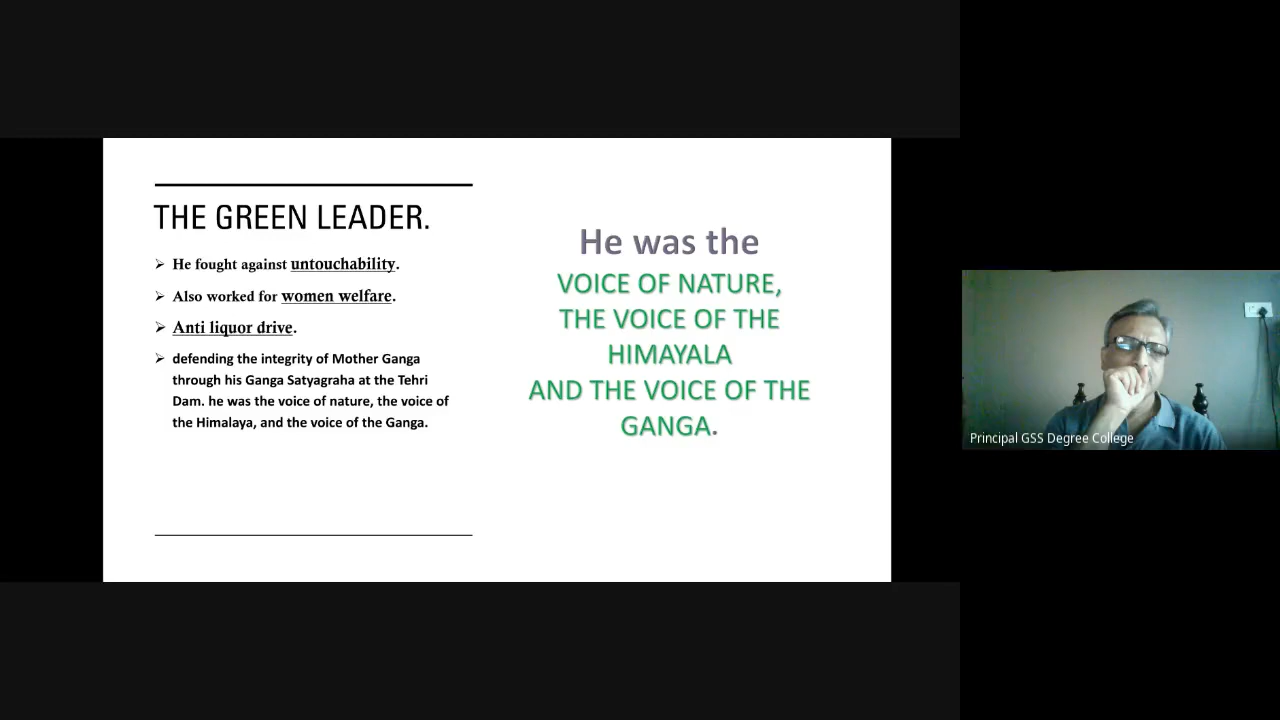 THE GREEN LEADER.
➢ He fought against untouchability.
➢ Also worked for women welfare.
➢ Anti liquor drive.
➢ defending the integrity of Mother Ganga
through his Ganga Satyagraha at the Tehri
Dam. he was the voice of nature, the voice of
the Himalaya, and the voice of the Ganga.
He was the
VOICE OF NATURE,
THE VOICE OF THE
HIMAYALA
AND THE VOICE OF THE
GANGA.
Principal GSS Degree College